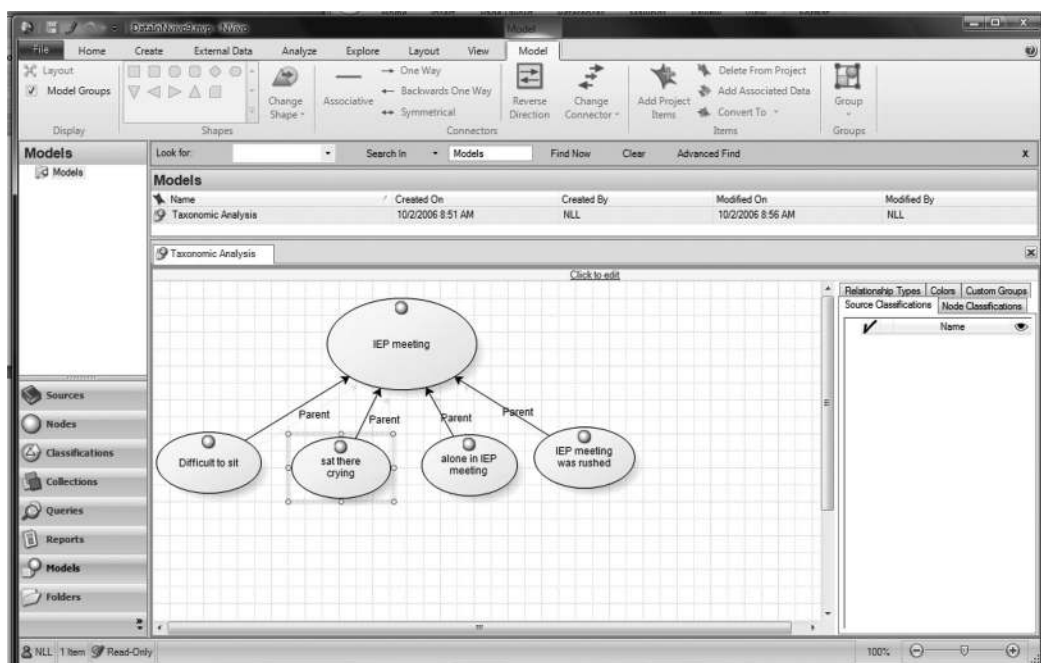 DataInNvivo9.nvp - NVivo
Model
File Home Create External Data Analyze Explore Layout View Model
Layout
Model Groups
Display
Change
Shape
Shapes
Associative
One Way
Backwards One Way
Symmetrical
Reverse
Direction
Change
Connector
Connectors
Add Project
Items
Delete From Project
Add Associated Data
Convert To
Items
Group
Groups
Models
Models
Look for: Search In Models Find Now Clear Advanced Find x
Models
Name Created On Created By Modified On Modified By
Taxonomic Analysis 10/2/2006 8:51 AM NLL 10/2/2006 8:56 AM NLL
Taxonomic Analysis
Click to edit
IEP meeting
Parent
Parent
Parent
Parent
Difficult to sit
sat there
crying
alone in IEP
meeting
IEP meeting
was rushed
Relationship Types Colors Custom Groups
Source Classifications Node Classifications
Name
Sources
Nodes
Classifications
Collections
Queries
Reports
Models
Folders
NLL 1 Item Read-Only 100%